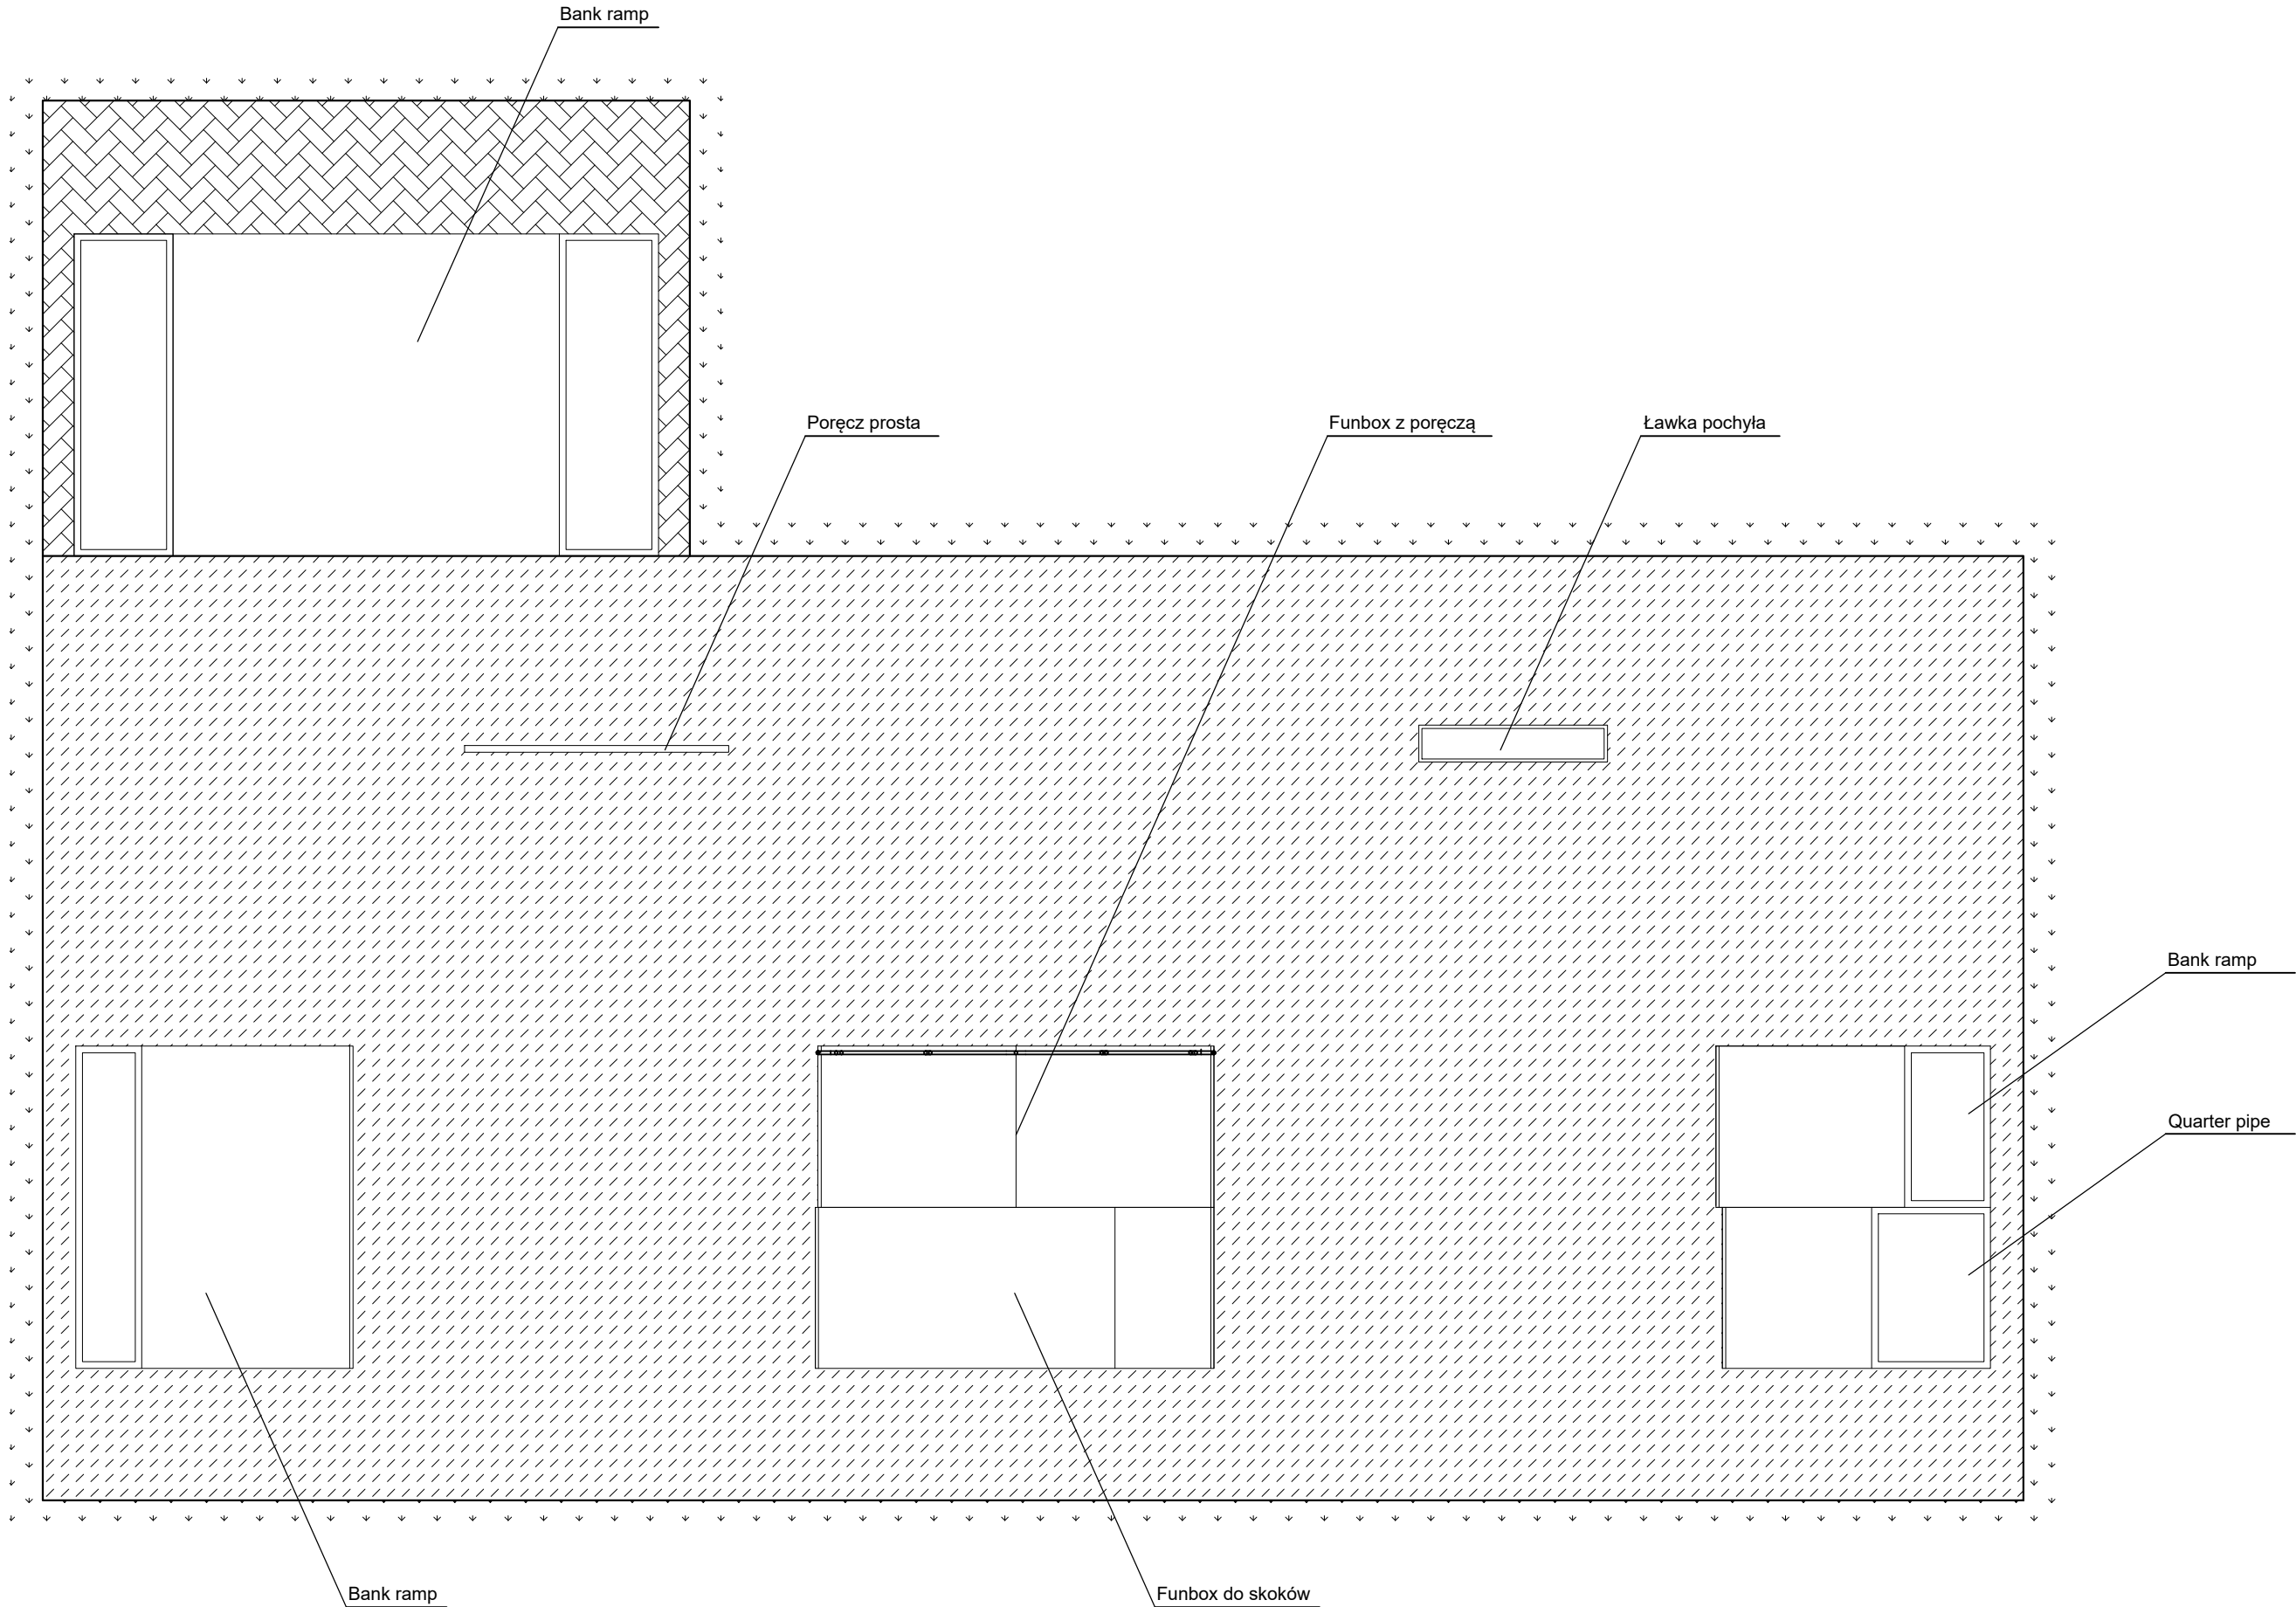 Bank ramp
Poręcz prosta
Funbox z poręczą
Ławka pochyła
Bank ramp
Quarter pipe
Bank ramp
Funbox do skoków